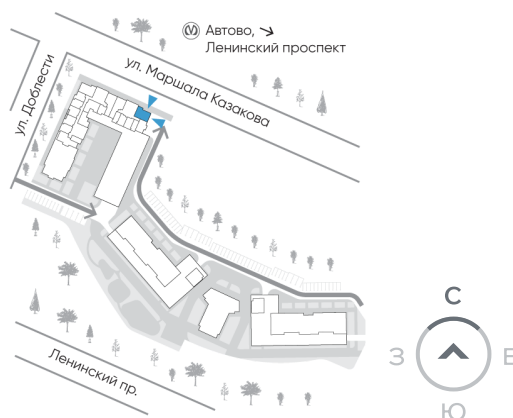 Автово, ↘
Ленинский проспект
ул. Маршала Казакова
ул. Доблести
Ленинский пр.
С
З
В
Ю